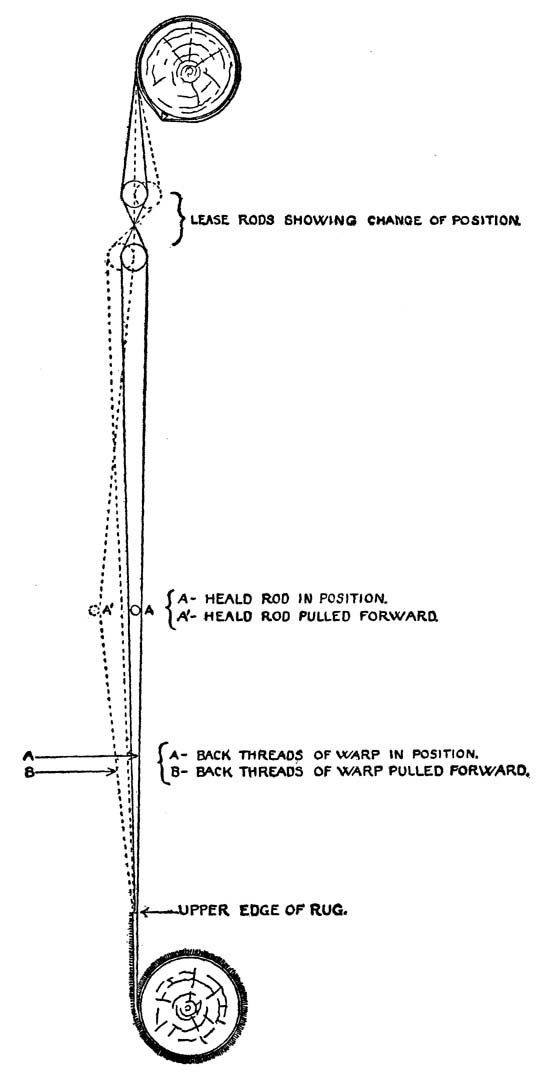 LEASE RODS SHOWING CHANGE OF POSITION.
A' A
A- HEALD ROD IN POSITION.
A'- HEALD ROD PULLED FORWARD.
A
B
A- BACK THREADS OF WARP IN POSITION.
B- BACK THREADS OF WARP PULLED FORWARD.
UPPER EDGE OF RUG.